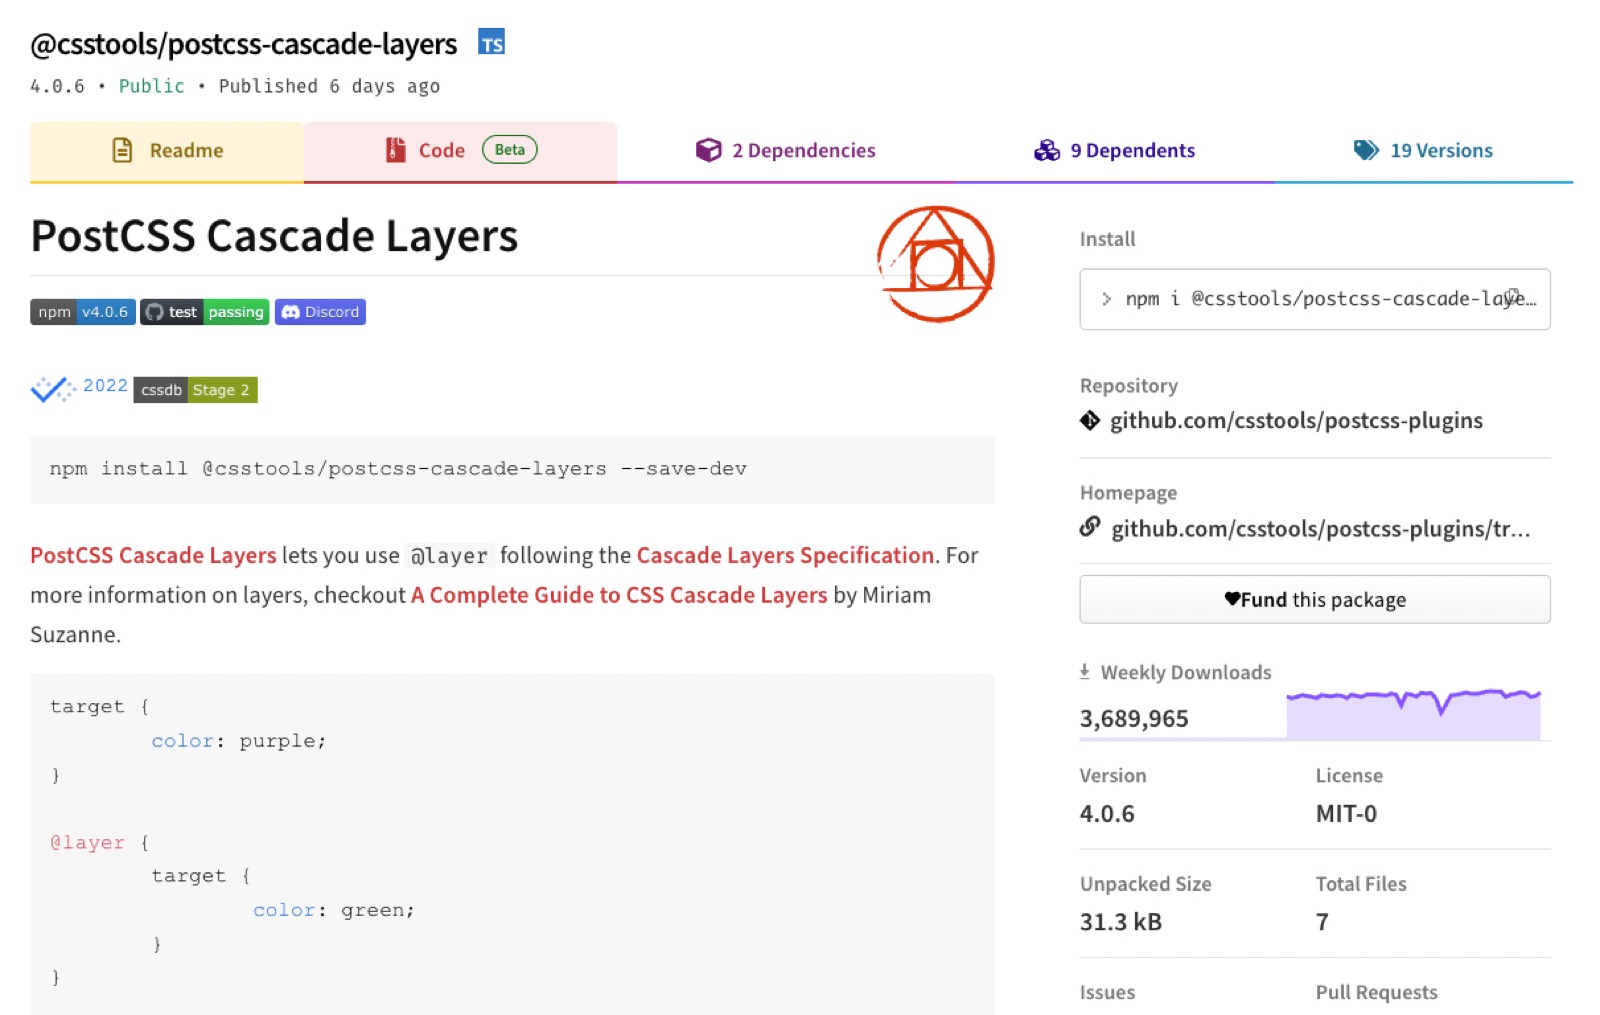 @csstools/postcss-cascade-layers TS
4.0.6 • Public • Published 6 days ago
Readme
Code Beta
2 Dependencies
9 Dependents
19 Versions
PostCSS Cascade Layers
npm v4.0.6 test passing Discord
2022 cssdb Stage 2
npm install @csstools/postcss-cascade-layers --save-dev
PostCSS Cascade Layers lets you use @layer following the Cascade Layers Specification. For
more information on layers, checkout A Complete Guide to CSS Cascade Layers by Miriam
Suzanne.
target {
color: purple;
}
@layer {
target {
color: green;
}
}
Install
> npm i @csstools/postcss-cascade-laye…
Repository
github.com/csstools/postcss-plugins
Homepage
github.com/csstools/postcss-plugins/tr…
Fund this package
Weekly Downloads
3,689,965
Version License
4.0.6 MIT-0
Unpacked Size Total Files
31.3 kB 7
Issues Pull Requests